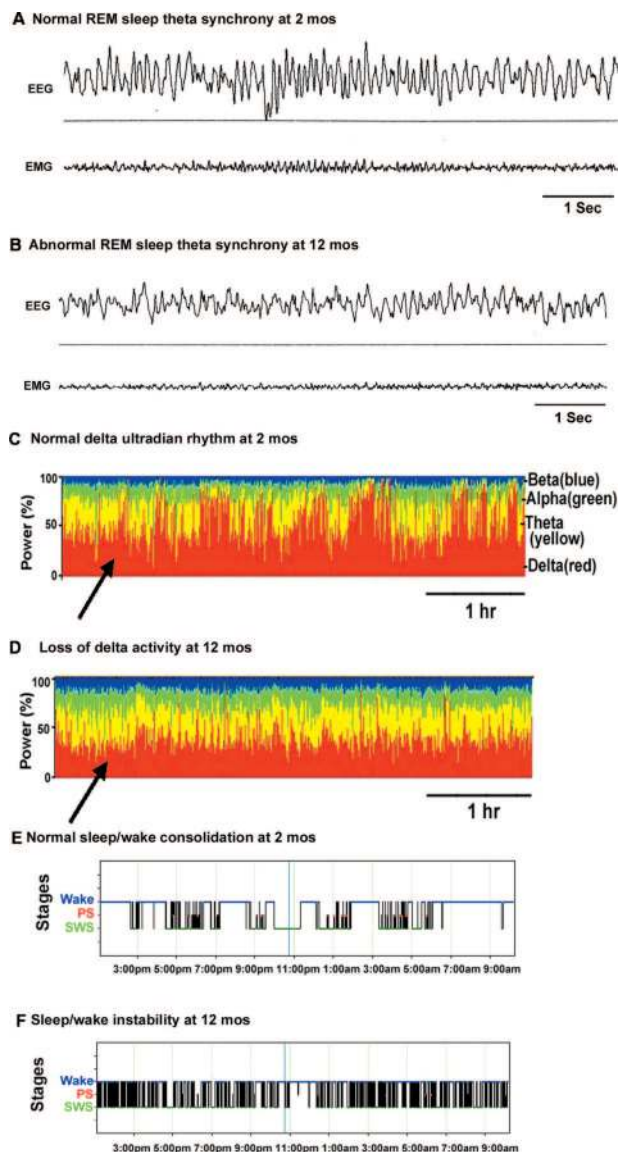 A Normal REM sleep theta synchrony at 2 mos
EEG
EMG
1 Sec
B Abnormal REM sleep theta synchrony at 12 mos
EEG
EMG
1 Sec
C Normal delta ultradian rhythm at 2 mos
Power (%)
100
50
0
-Beta(blue)
-Alpha(green)
-Theta
(yellow)
-Delta(red)
1 hr
D Loss of delta activity at 12 mos
Power (%)
100
50
0
1 hr
E Normal sleep/wake consolidation at 2 mos
Stages
Wake
PS
SWS
3:00pm 5:00pm 7:00pm 9:00pm 11:00pm 1:00am 3:00am 5:00am 7:00am 9:00am
F Sleep/wake instability at 12 mos
Stages
Wake
PS
SWS
3:00pm 5:00pm 7:00pm 9:00pm 11:00pm 1:00am 3:00am 5:00am 7:00am 9:00am